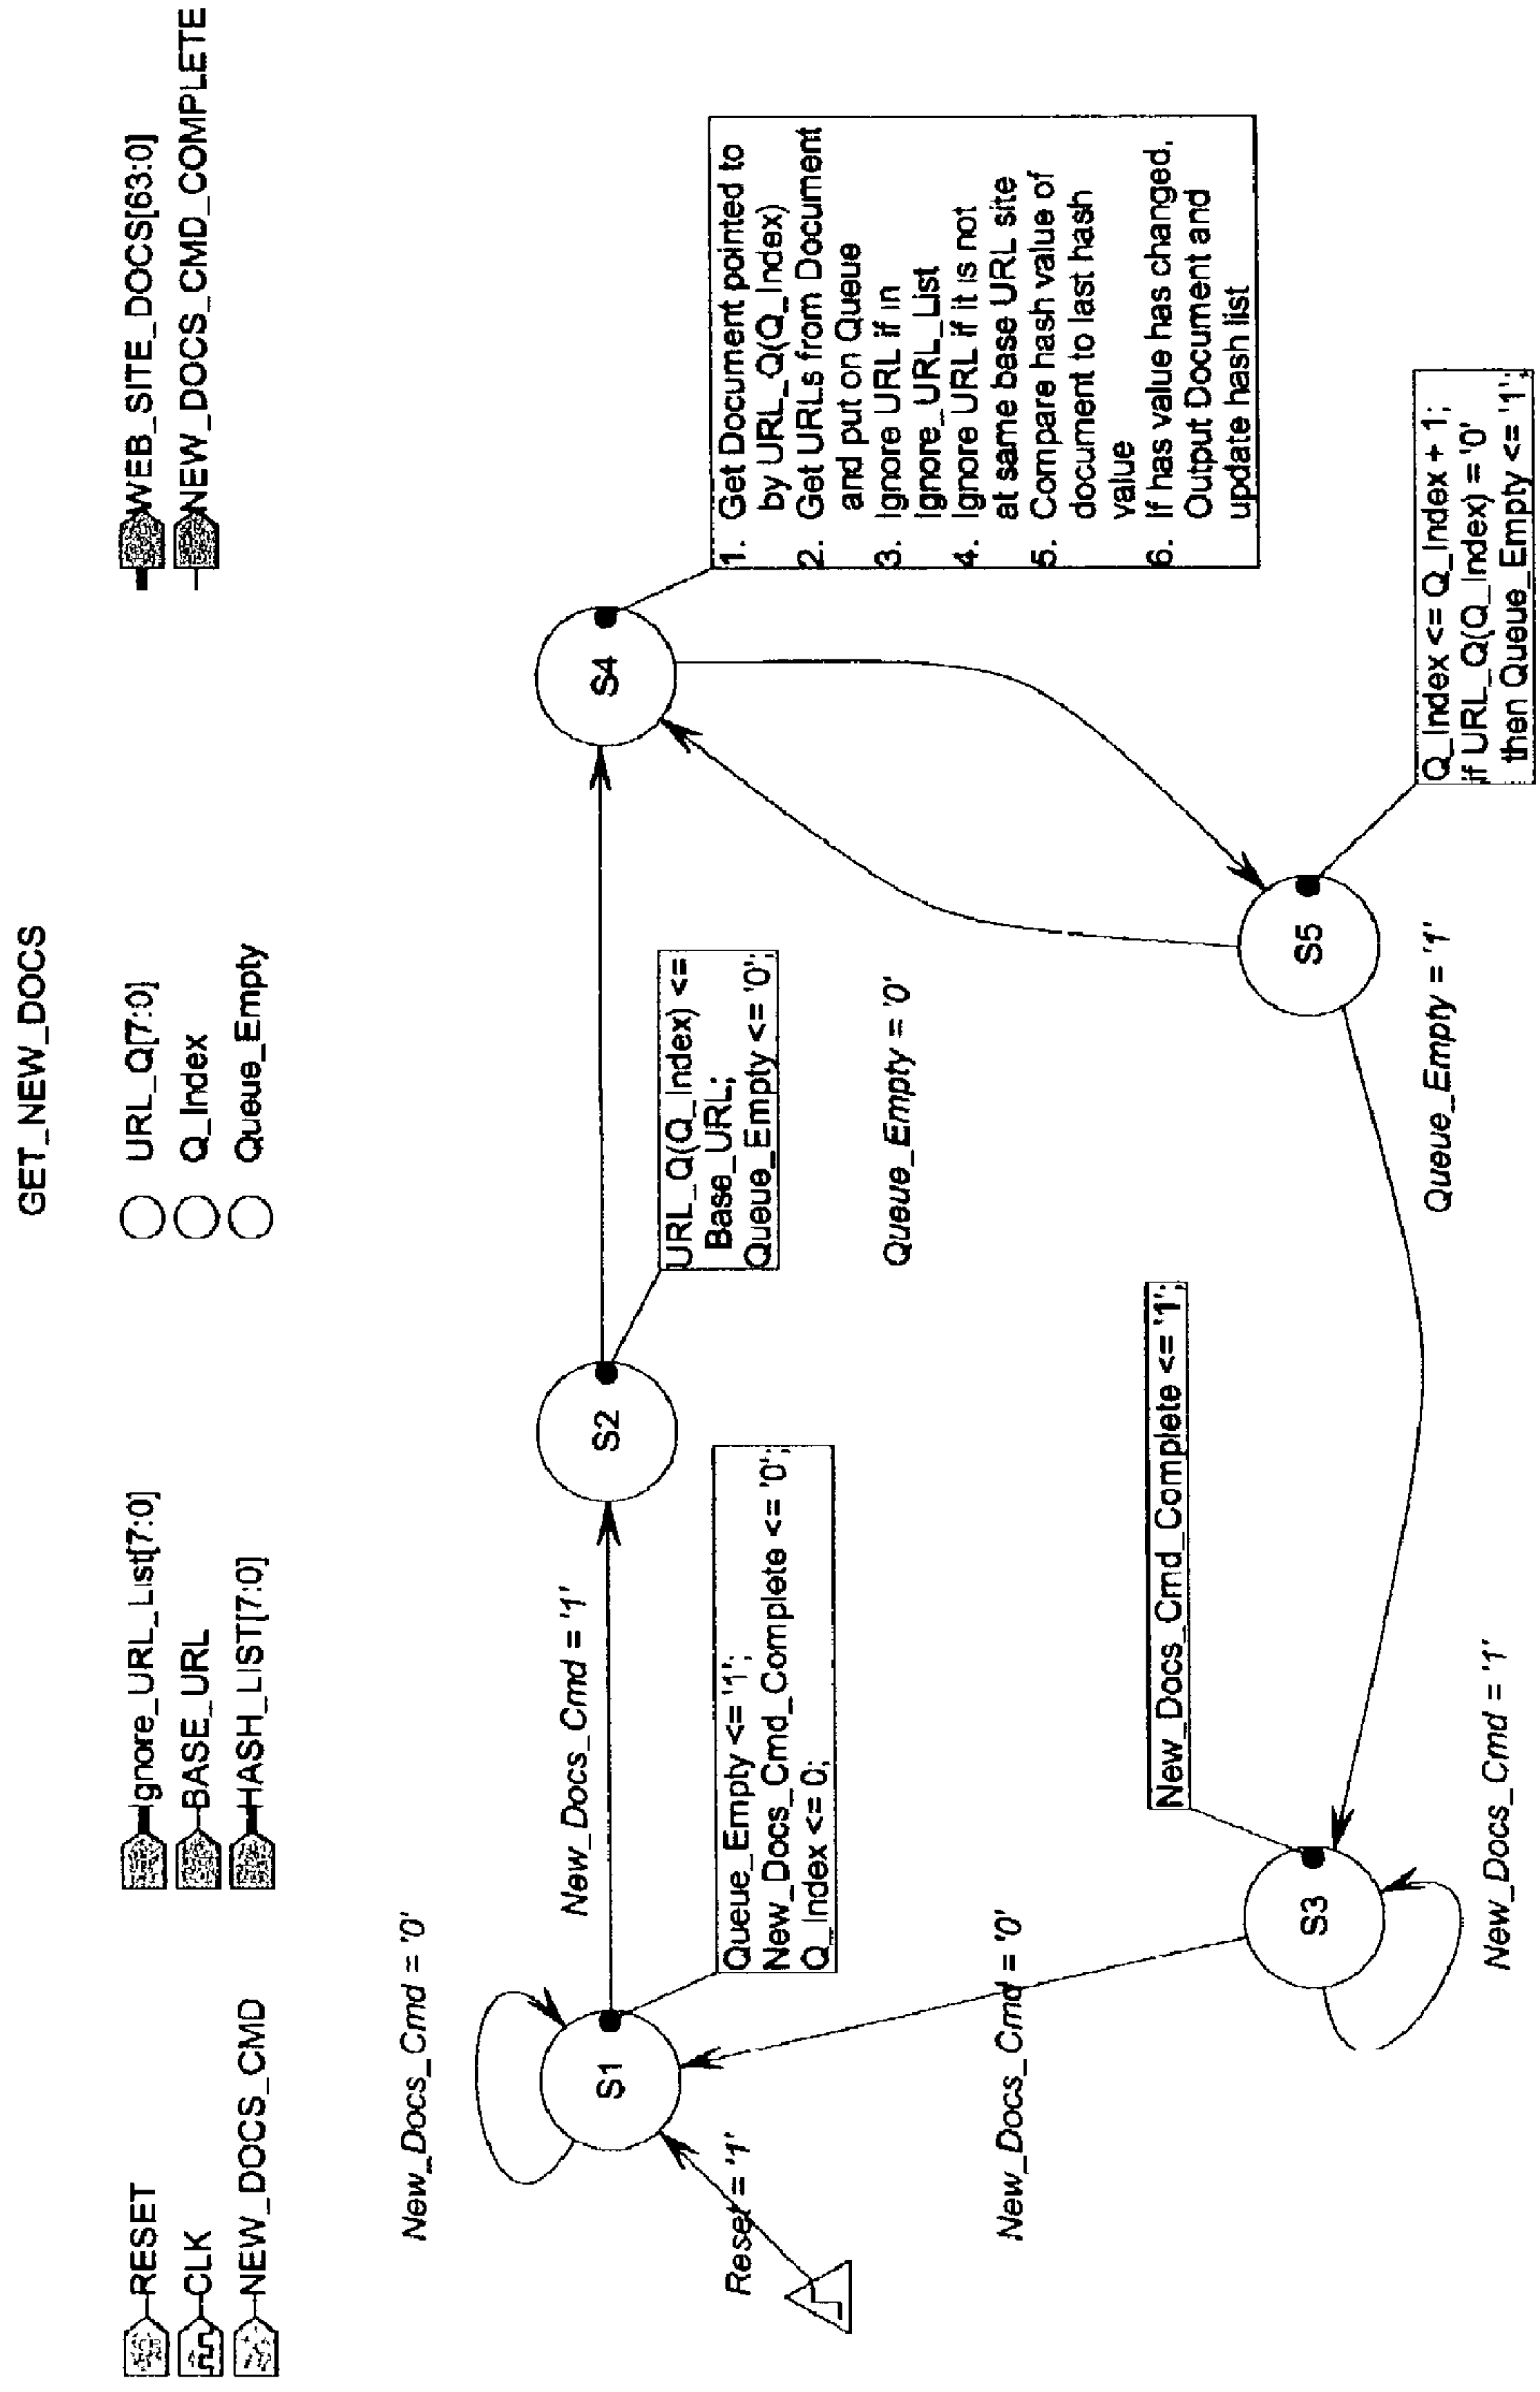 GET_NEW_DOCS
RESET
CLK
NEW_DOCS_CMD
Ignore_URL_List[7:0]
BASE_URL
HASH_LIST[7:0]
URL_Q[7:0]
Q_Index
Queue_Empty
WEB_SITE_DOCS[63:0]
NEW_DOCS_CMD_COMPLETE
New_Docs_Cmd = '0'
S1
Reset = '1'
New_Docs_Cmd = '1'
Queue_Empty <= '1';
New_Docs_Cmd_Complete <= '0';
Q_Index <= 0;
S2
URL_Q(Q_Index) <=
Base_URL;
Queue_Empty <= '0';
S4
1. Get Document pointed to
by URL_Q(Q_Index)
2. Get URLs from Document
and put on Queue
3. Ignore URL if in
Ignore_URL_List
4. Ignore URL if it is not
at same base URL site
5. Compare hash value of
document to last hash
value
6. If has value has changed,
Output Document and
update hash list
Queue_Empty = '0'
New_Docs_Cmd = '0'
New_Docs_Cmd_Complete <= '1';
S3
New_Docs_Cmd = '1'
S5
Queue_Empty = '1'
Q_Index <= Q_Index + 1;
if URL_Q(Q_Index) = '0'
then Queue_Empty <= '1';